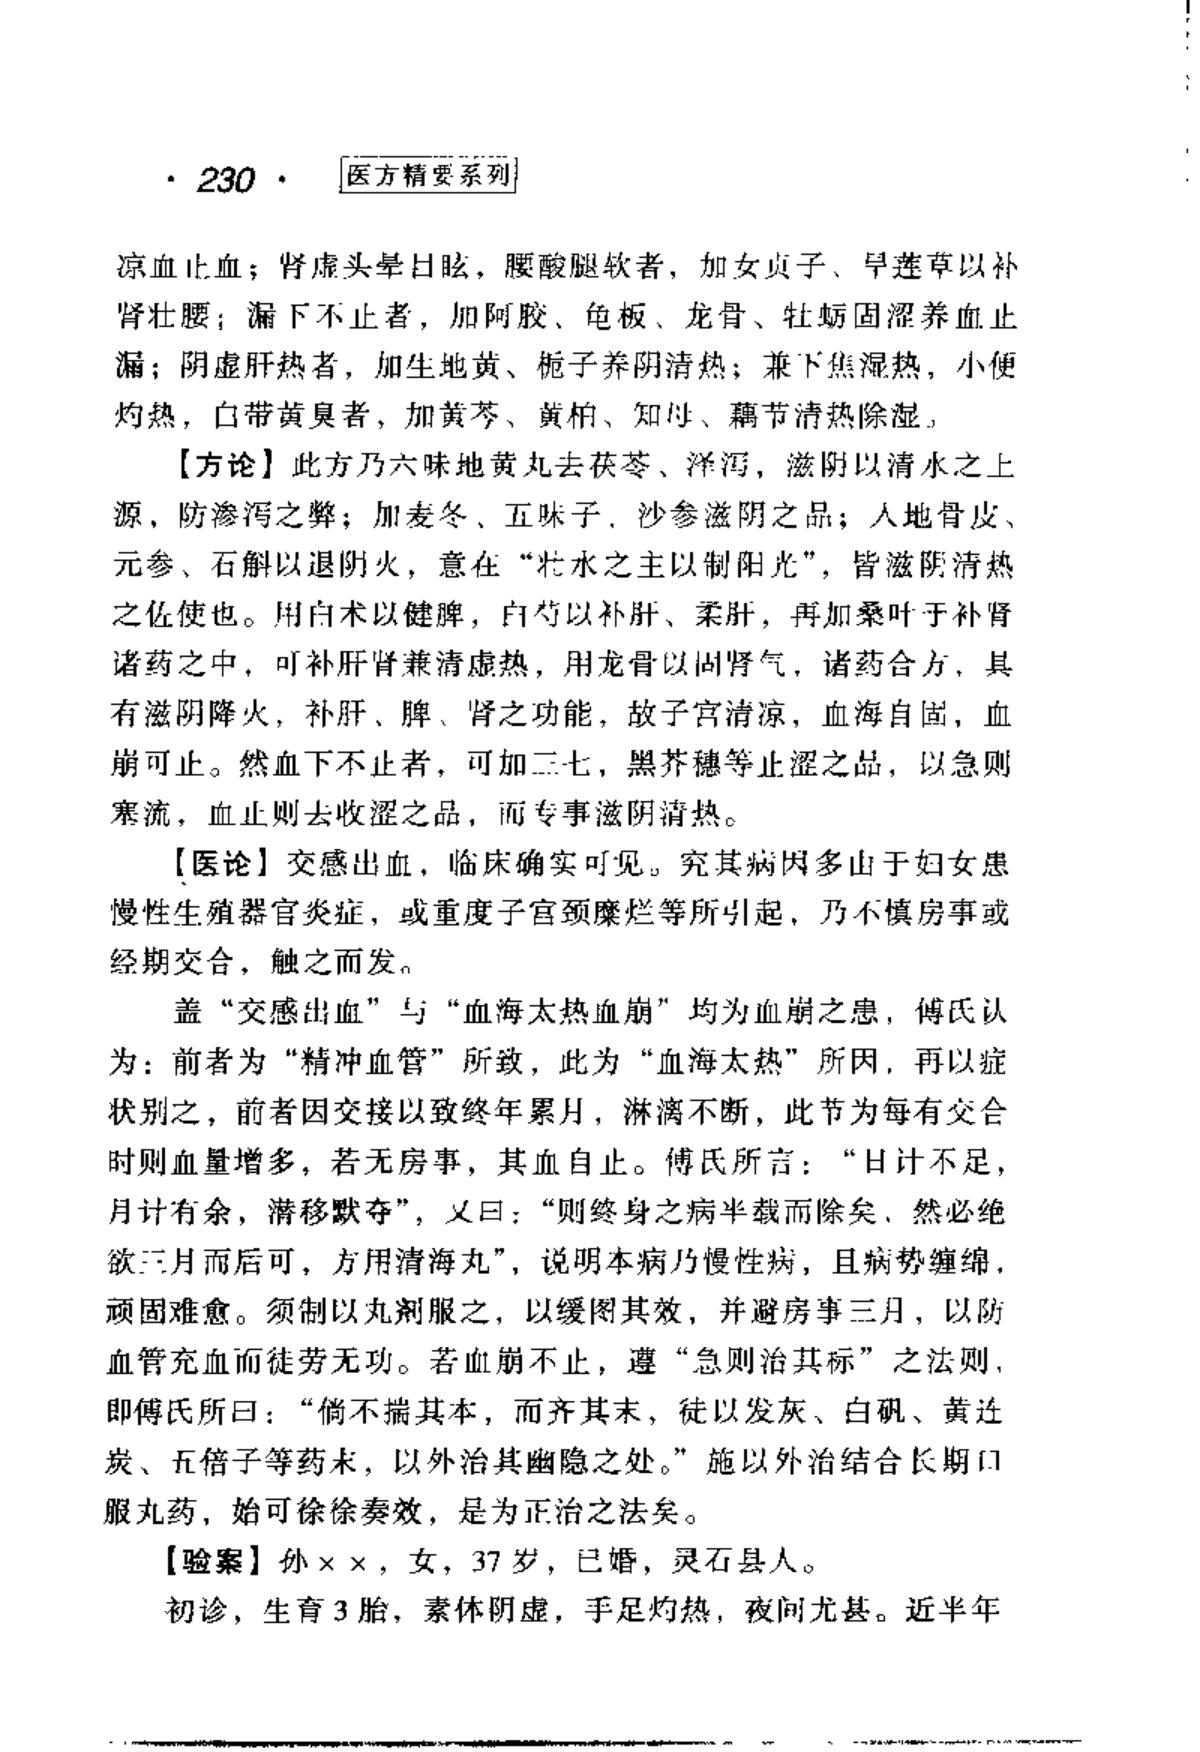 · 230 · 医方精要系列
凉血止血；肾虚头晕目眩，腰酸腿软者，加女贞子、旱莲草以补
肾壮腰；漏下不止者，加阿胶、龟板、龙骨、牡蛎固涩养血止
漏；阴虚肝热者，加生地黄、栀子养阴清热；兼下焦湿热，小便
灼热，白带黄臭者，加黄芩、黄柏、知母、藕节清热除湿。
【方论】此方乃六味地黄丸去茯苓、泽泻，滋阴以清水之上
源，防渗泻之弊；加麦冬、五味子、沙参滋阴之品；入地骨皮、
元参、石斛以退阴火，意在“壮水之主以制阳光”，皆滋阴清热
之佐使也。用白术以健脾，白芍以补肝、柔肝，再加桑叶于补肾
诸药之中，可补肝肾兼清虚热，用龙骨以固肾气，诸药合方，具
有滋阴降火，补肝、脾、肾之功能，故子宫清凉，血海自固，血
崩可止。然血下不止者，可加三七，黑芥穗等止涩之品，以急则
塞流，血止则去收涩之品，而专事滋阴清热。
【医论】交感出血，临床确实可见。究其病因多由于妇女患
慢性生殖器官炎症，或重度子宫颈糜烂等所引起，乃不慎房事或
经期交合，触之而发。
盖“交感出血”与“血海太热血崩”均为血崩之患，傅氏认
为：前者为“精冲血管”所致，此为“血海太热”所因，再以症
状别之，前者因交接以致终年累月，淋漓不断，此节为每有交合
时则血量增多，若无房事，其血自止。傅氏所言：“日计不足，
月计有余，潜移默夺”，又曰：“则终身之病半载而除矣，然必绝
欲三月而后可，方用清海丸”，说明本病乃慢性病，且病势缠绵，
顽固难愈。须制以丸剂服之，以缓图其效，并避房事三月，以防
血管充血而徒劳无功。若血崩不止，遵“急则治其标”之法则，
即傅氏所曰：“倘不揣其本，而齐其末，徒以发灰、白矾、黄连
炭、五倍子等药末，以外治其幽隐之处。”施以外治结合长期口
服丸药，始可徐徐奏效，是为正治之法矣。
【验案】孙××，女，37岁，已婚，灵石县人。
初诊，生育3胎，素体阴虚，手足灼热，夜间尤甚。近半年